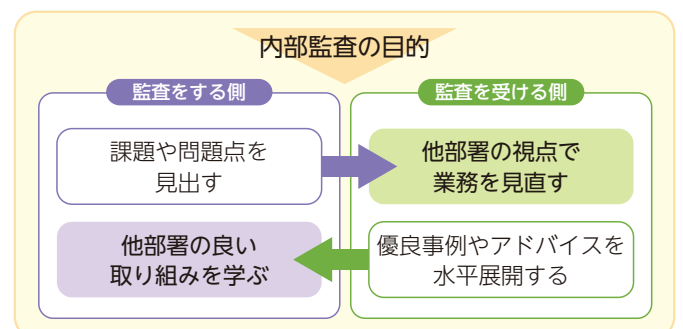 内部監査の目的
監査をする側
課題や問題点を
見出す
他部署の良い
取り組みを学ぶ
監査を受ける側
他部署の視点で
業務を見直す
優良事例やアドバイスを
水平展開する